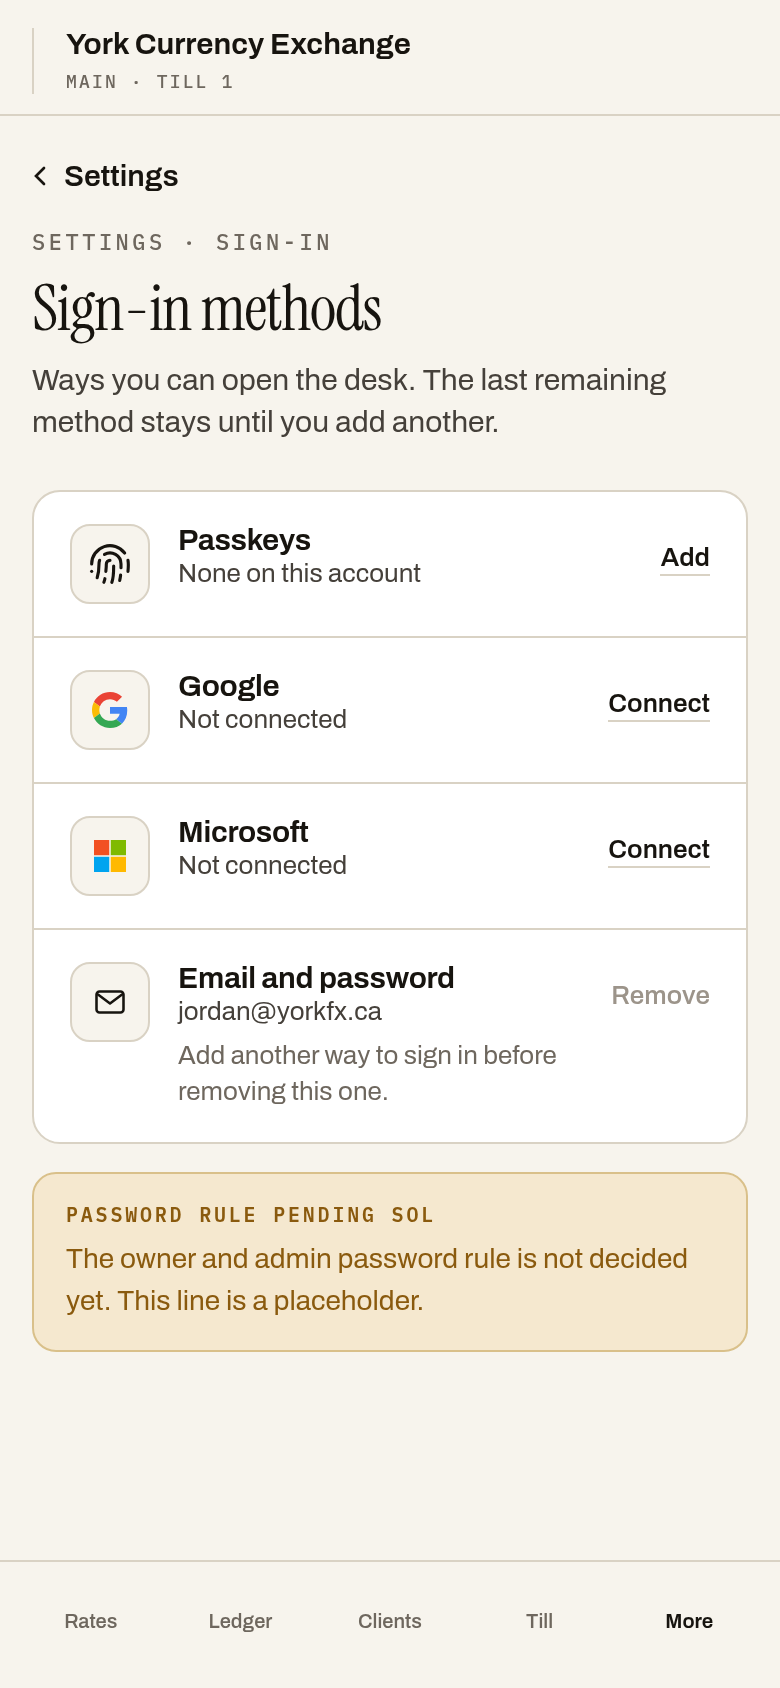 York Currency Exchange
MAIN · TILL 1
Settings
SETTINGS · SIGN-IN
Sign-in methods
Ways you can open the desk. The last remaining
method stays until you add another.
Passkeys
None on this account
Add
Google
Not connected
Connect
Microsoft
Not connected
Connect
Email and password
jordan@yorkfx.ca
Remove
Add another way to sign in before
removing this one.
PASSWORD RULE PENDING SOL
The owner and admin password rule is not decided
yet. This line is a placeholder.
Rates
Ledger
Clients
Till
More